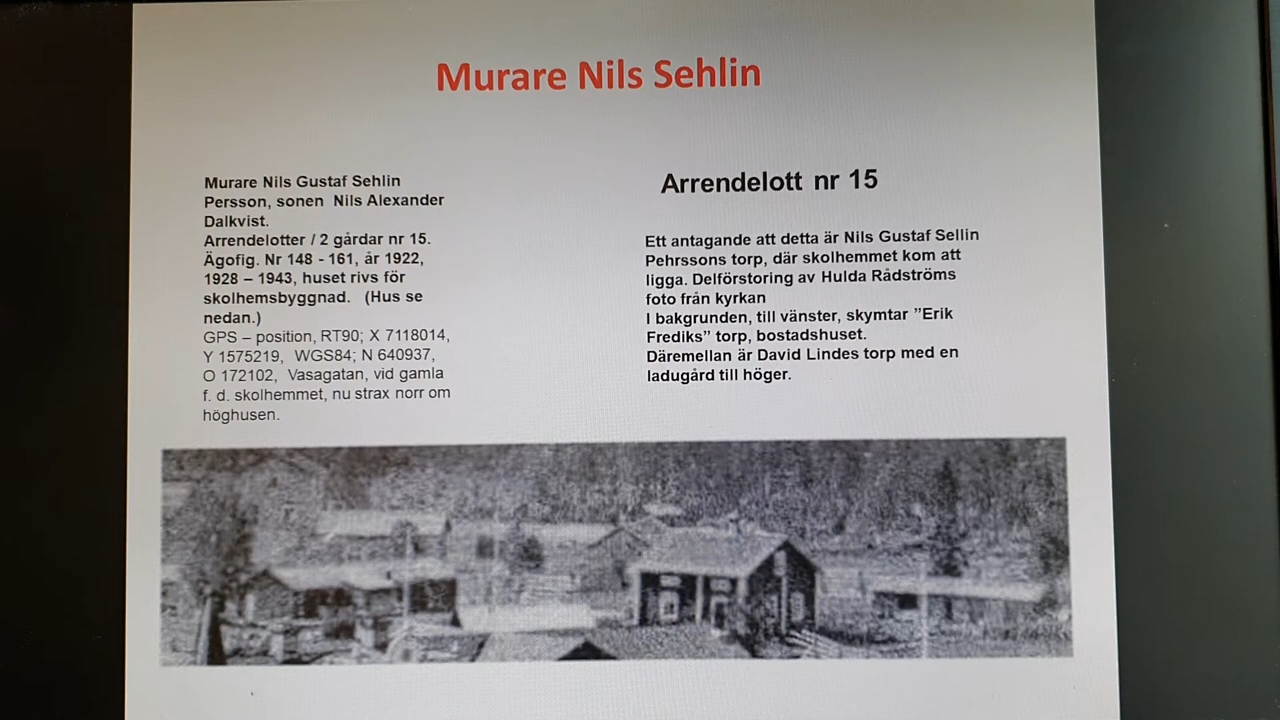 Murare Nils Sehlin
Murare Nils Gustaf Sehlin
Persson, sonen Nils Alexander
Dalkvist.
Arrendelotter / 2 gårdar nr 15.
Ägofig. Nr 148 - 161, år 1922,
1928 – 1943, huset rivs för
skolhemsbyggnad. (Hus se
nedan.)
GPS – position, RT90; X 7118014,
Y 1575219, WGS84; N 640937,
O 172102, Vasagatan, vid gamla
f. d. skolhemmet, nu strax norr om
höghusen.
Arrendelott nr 15
Ett antagande att detta är Nils Gustaf Sellin
Pehrssons torp, där skolhemmet kom att
ligga. Delförstoring av Hulda Rådströms
foto från kyrkan
I bakgrunden, till vänster, skymtar ”Erik
Frediks” torp, bostadshuset.
Däremellan är David Lindes torp med en
ladugård till höger.